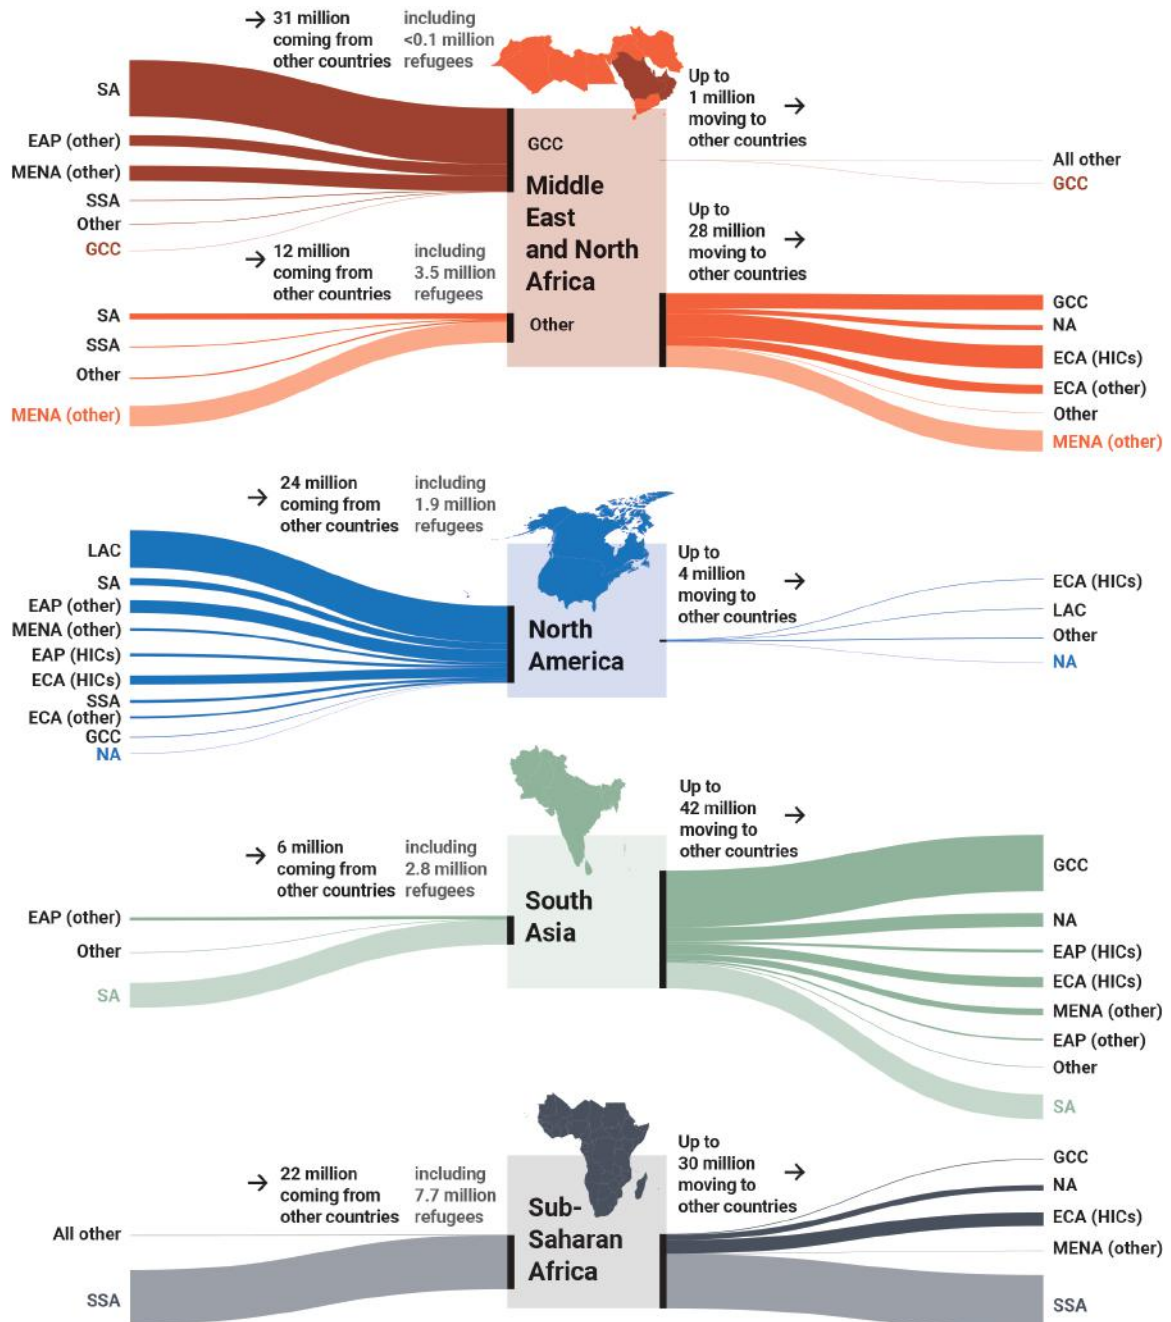 → 31 million
coming from
other countries
including
<0.1 million
refugees
SA
EAP (other)
MENA (other)
SSA
Other
GCC
GCC
Middle
East
and North
Africa
Other
Up to
1 million →
moving to
other countries
All other
GCC
→ 12 million
coming from
other countries
including
3.5 million
refugees
SA
SSA
Other
MENA (other)
Up to
28 million →
moving to
other countries
GCC
NA
ECA (HICs)
ECA (other)
Other
MENA (other)
→ 24 million
coming from
other countries
including
1.9 million
refugees
LAC
SA
EAP (other)
MENA (other)
EAP (HICs)
ECA (HICs)
SSA
ECA (other)
GCC
NA
North
America
Up to
4 million →
moving to
other countries
ECA (HICs)
LAC
Other
NA
→ 6 million
coming from
other countries
including
2.8 million
refugees
EAP (other)
Other
SA
South
Asia
Up to
42 million →
moving to
other countries
GCC
NA
EAP (HICs)
ECA (HICs)
MENA (other)
EAP (other)
Other
SA
→ 22 million
coming from
other countries
including
7.7 million
refugees
All other
SSA
Sub-
Saharan
Africa
Up to
30 million →
moving to
other countries
GCC
NA
ECA (HICs)
MENA (other)
SSA